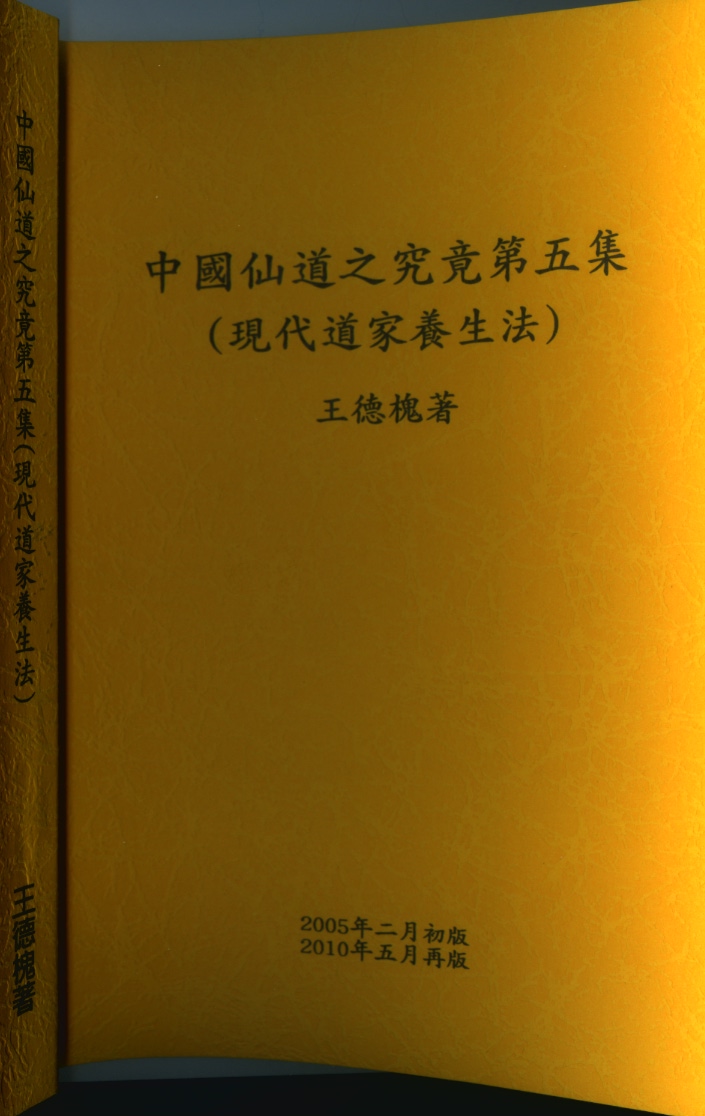 中國仙道之究竟第五集(現代道家養生法)
王德槐著
中國仙道之究竟第五集
(現代道家養生法)
王德槐著
2005年二月初版
2010年五月再版